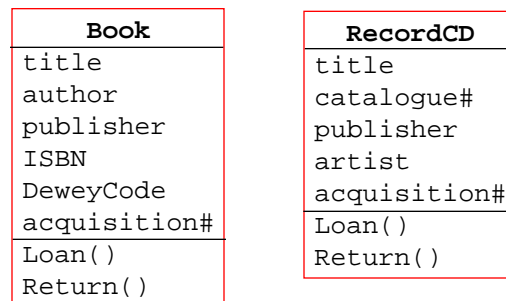 Book
title
author
publisher
ISBN
DeweyCode
acquisition#
Loan()
Return()
RecordCD
title
catalogue#
publisher
artist
acquisition#
Loan()
Return()